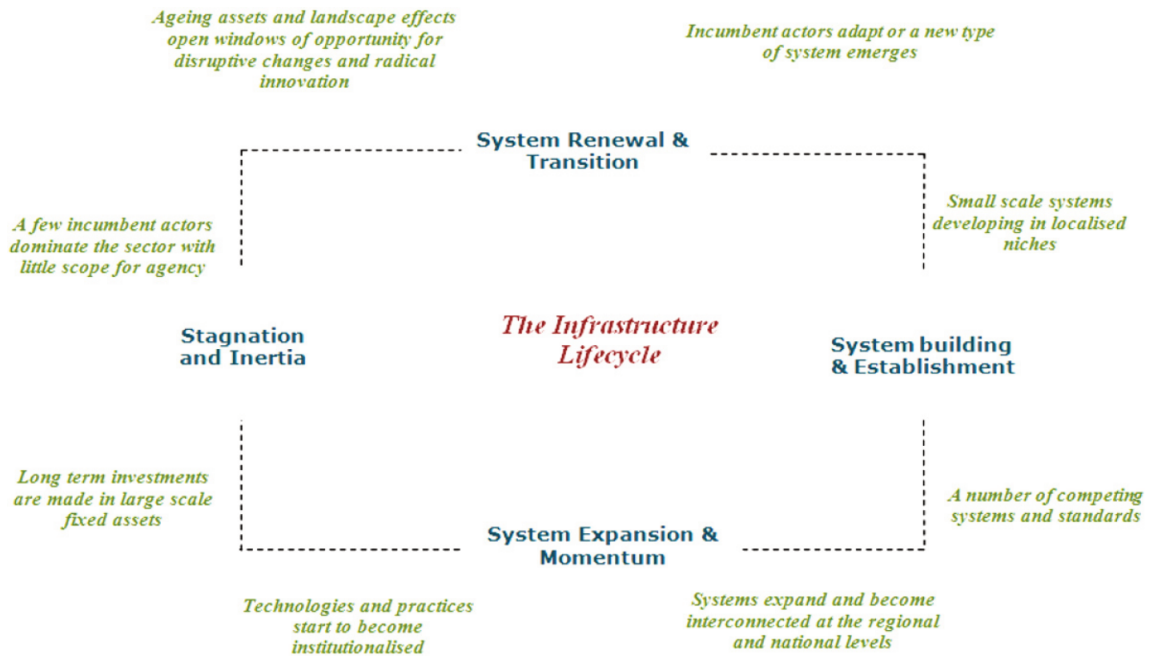 Ageing assets and landscape effects
open windows of opportunity for
disruptive changes and radical
innovation
Incumbent actors adapt or a new type
of system emerges
System Renewal &
Transition
A few incumbent actors
dominate the sector with
little scope for agency
Small scale systems
developing in localised
niches
Stagnation
and Inertia
The Infrastructure
Lifecycle
System building
& Establishment
Long term investments
are made in large scale
fixed assets
A number of competing
systems and standards
System Expansion &
Momentum
Technologies and practices
start to become
institutionalised
Systems expand and become
interconnected at the regional
and national levels